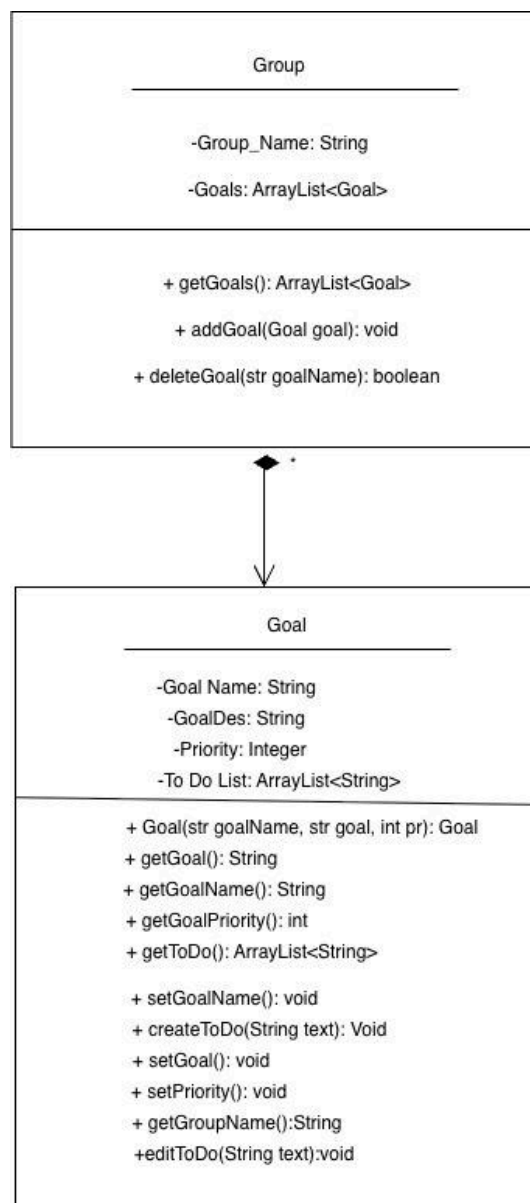 Group
-Group_Name: String
-Goals: ArrayList<Goal>
+ getGoals(): ArrayList<Goal>
+ addGoal(Goal goal): void
+ deleteGoal(str goalName): boolean
*
Goal
-Goal Name: String
-GoalDes: String
-Priority: Integer
-To Do List: ArrayList<String>
+ Goal(str goalName, str goal, int pr): Goal
+ getGoal(): String
+ getGoalName(): String
+ getGoalPriority(): int
+ getToDo(): ArrayList<String>
+ setGoalName(): void
+ createToDo(String text): Void
+ setGoal(): void
+ setPriority(): void
+ getGroupName():String
+editToDo(String text):void